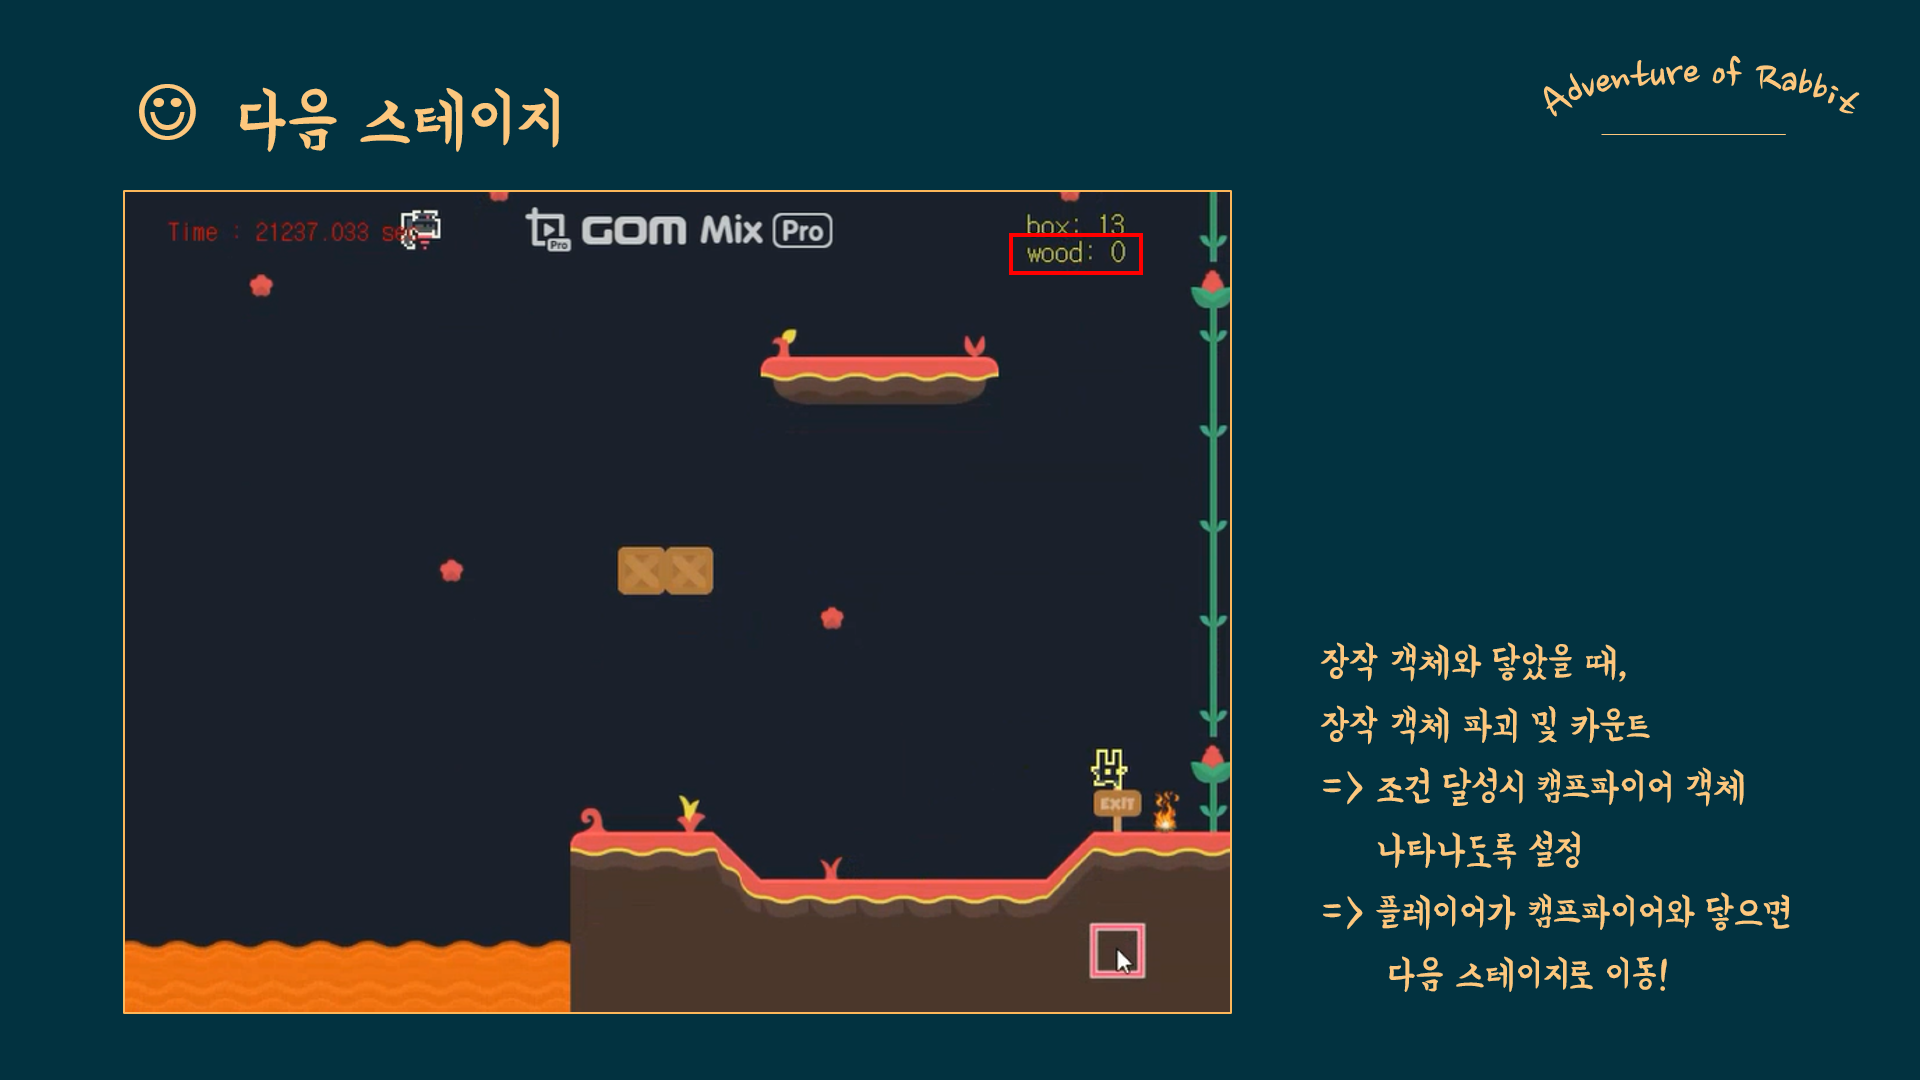 다음 스테이지
Adventure of Rabbit
Time : 21237.033 sec
GOM Mix Pro
Pro
box: 13
wood: 0
EXIT
장작 객체와 닿았을 때,
장작 객체 파괴 및 카운트
=> 조건 달성시 캠프파이어 객체
나타나도록 설정
=> 플레이어가 캠프파이어와 닿으면
다음 스테이지로 이동!